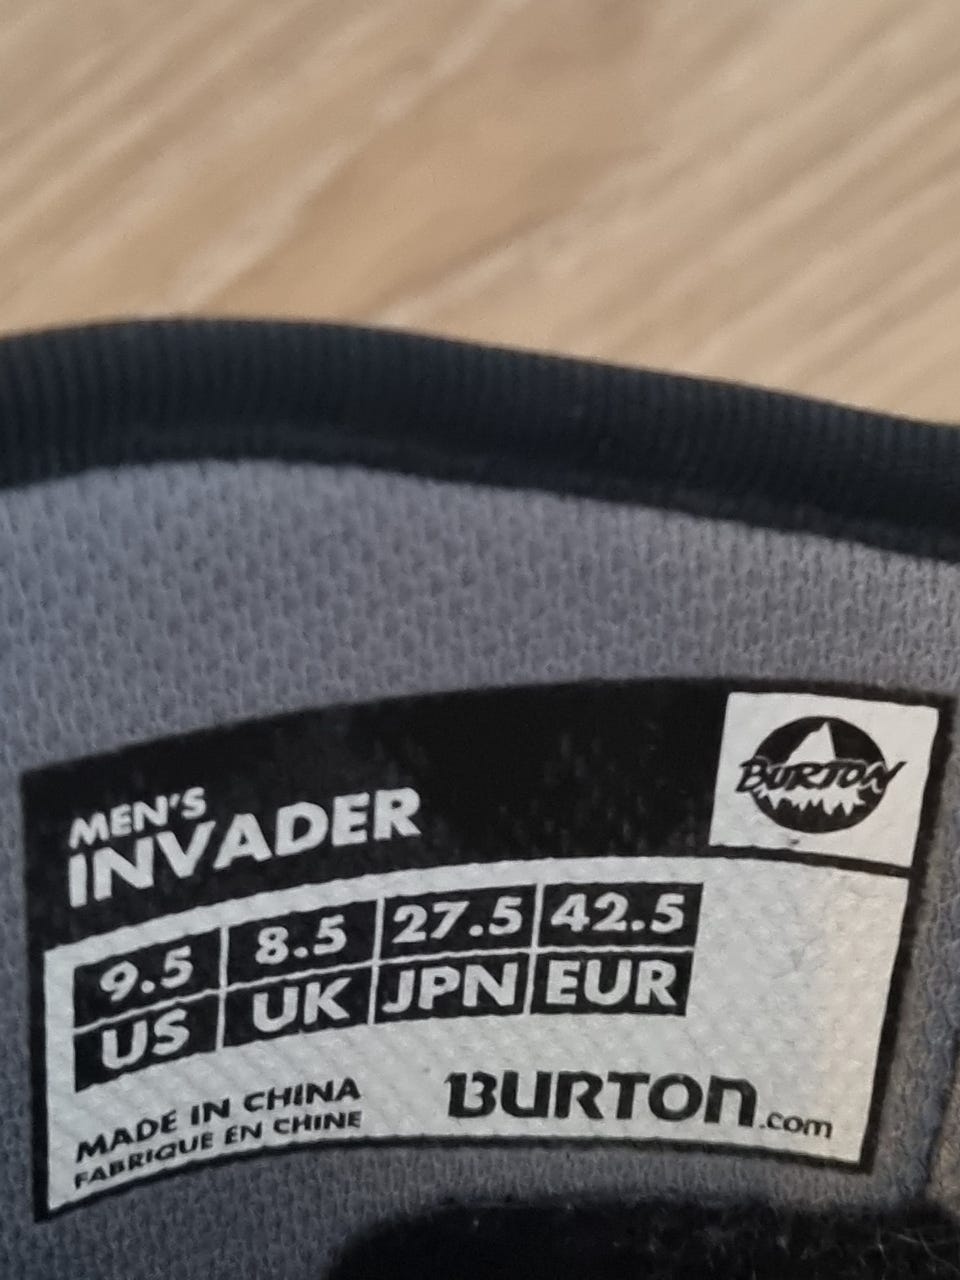 BURTON
MEN'S
INVADER
9.5 8.5 27.5 42.5
US UK JPN EUR
MADE IN CHINA
FABRIQUE EN CHINE
BURTON.com